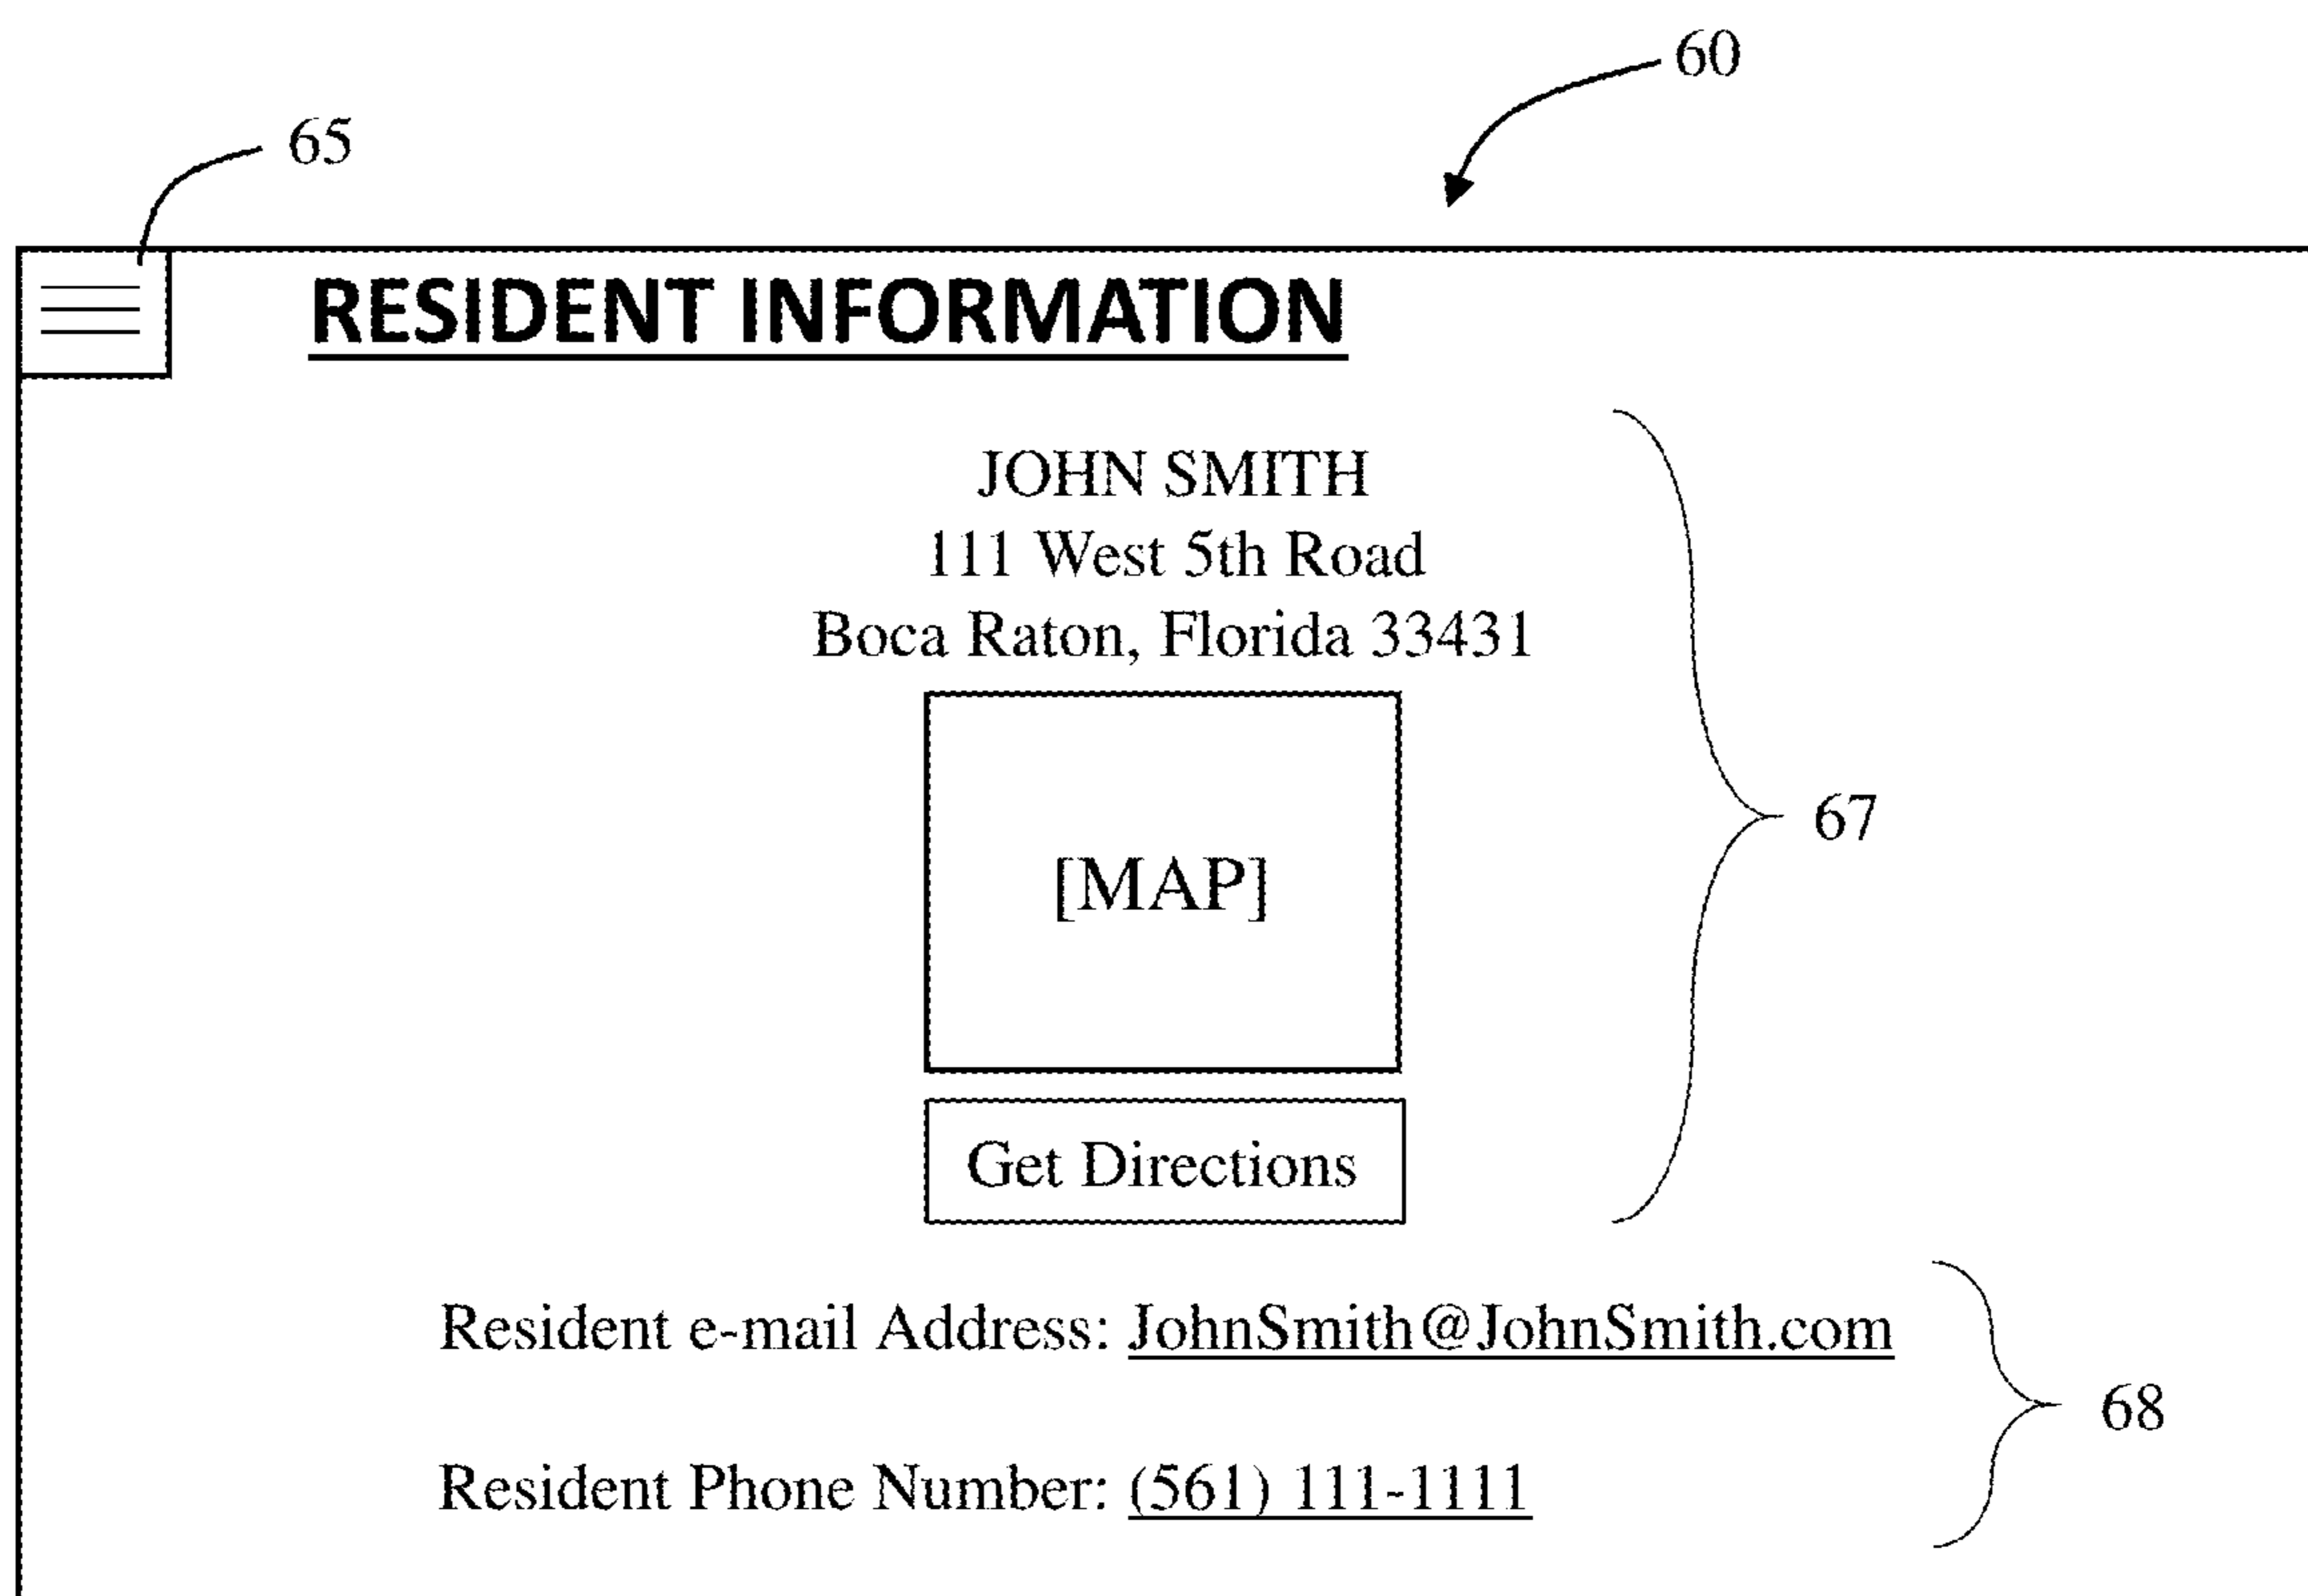 60
65
RESIDENT INFORMATION
JOHN SMITH
111 West 5th Road
Boca Raton, Florida 33431
[MAP]
67
Get Directions
Resident e-mail Address: JohnSmith@JohnSmith.com
68
Resident Phone Number: (561) 111-1111